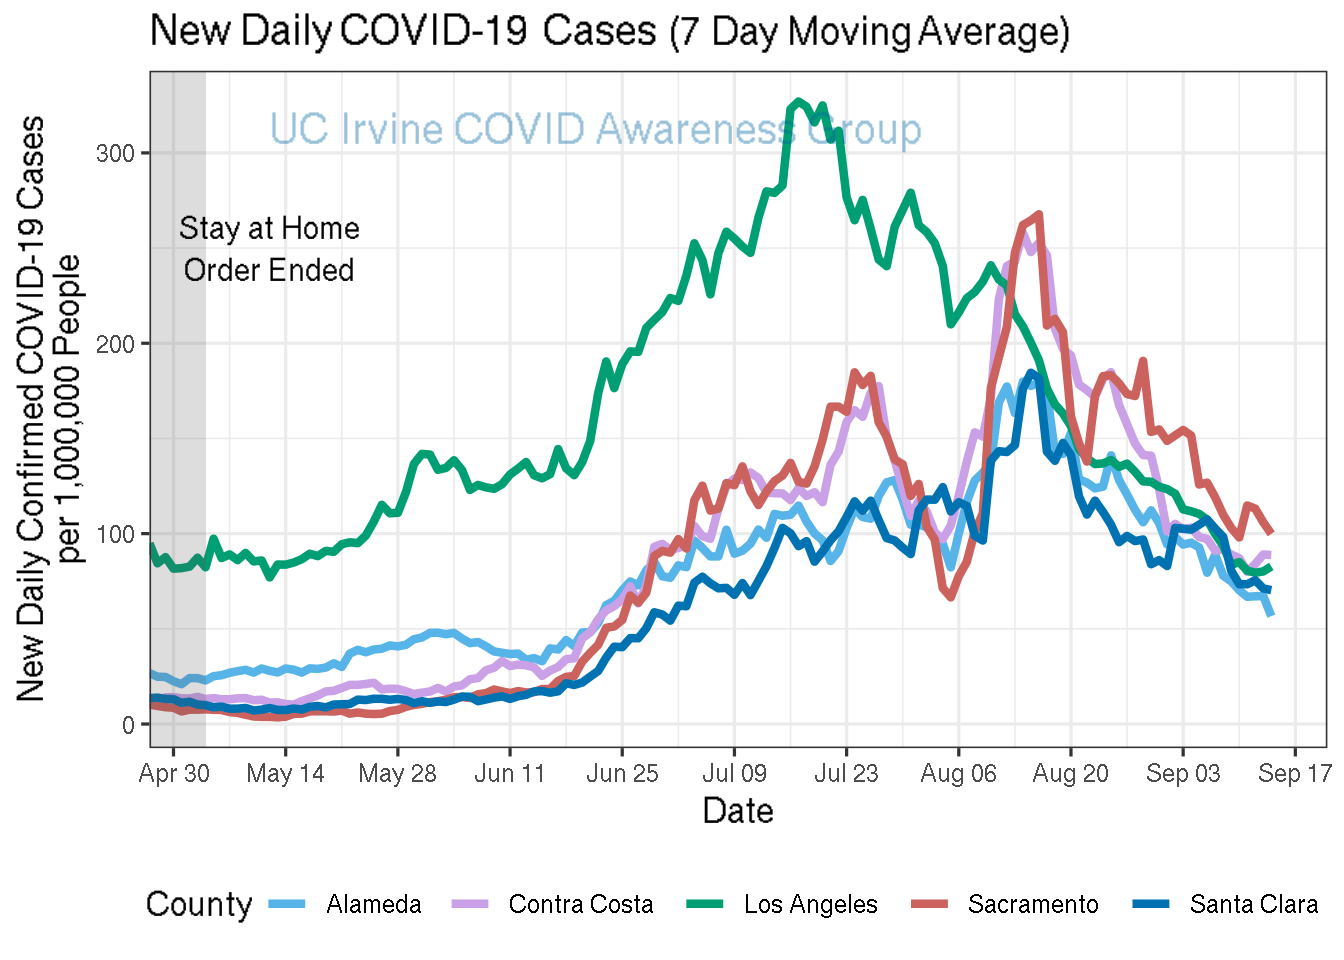 New Daily COVID-19 Cases (7 Day Moving Average)
UC Irvine COVID Awareness Group
Stay at Home
Order Ended
New Daily Confirmed COVID-19 Cases
per 1,000,000 People
300
200
100
0
Apr 30 May 14 May 28 Jun 11 Jun 25 Jul 09 Jul 23 Aug 06 Aug 20 Sep 03 Sep 17
Date
County Alameda Contra Costa Los Angeles Sacramento Santa Clara